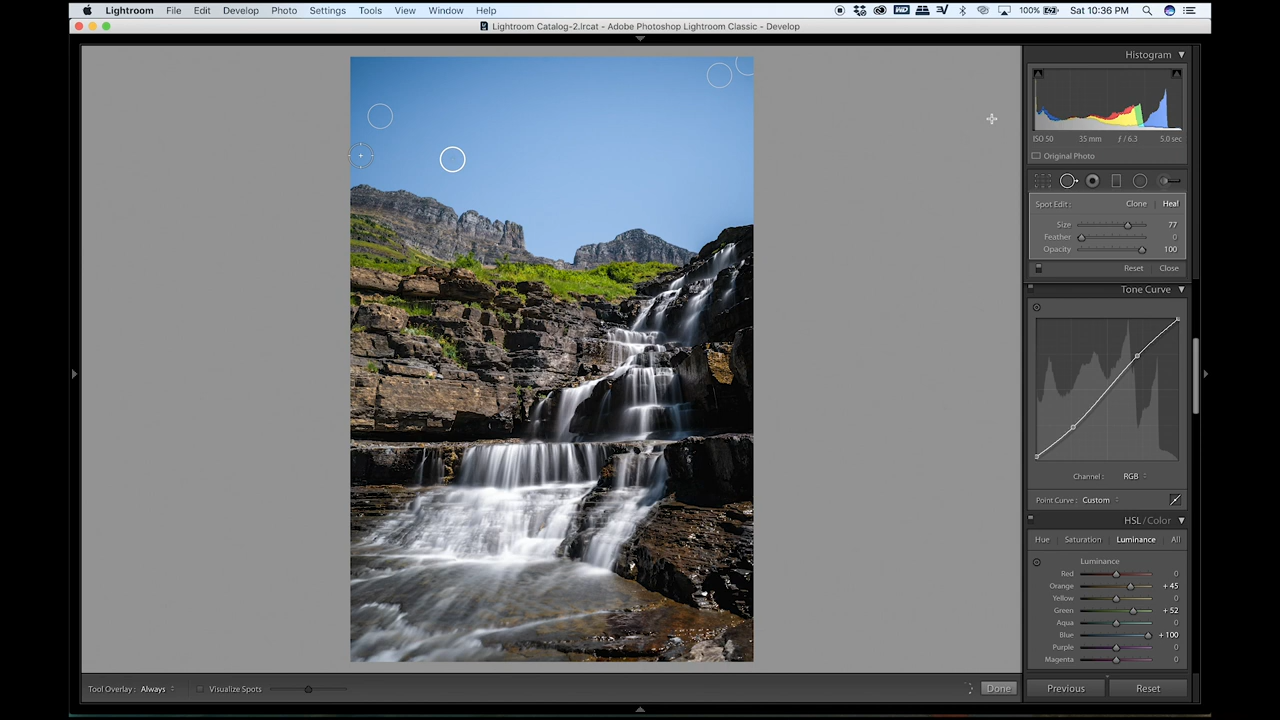 Lightroom File Edit Develop Photo Settings Tools View Window Help 100% Sat 10:36 PM
Lightroom Catalog-2.lrcat - Adobe Photoshop Lightroom Classic - Develop
Histogram
ISO 50 35 mm ƒ / 6.3 5.0 sec
Original Photo
Spot Edit : Clone Heal
Size 77
Feather 0
Opacity 100
Reset Close
Tone Curve
Channel : RGB
Point Curve : Custom
HSL / Color
Hue Saturation Luminance All
Luminance
Red 0
Orange + 45
Yellow 0
Green + 52
Aqua 0
Blue + 100
Purple 0
Magenta 0
Tool Overlay : Always Visualize Spots Done
Previous Reset